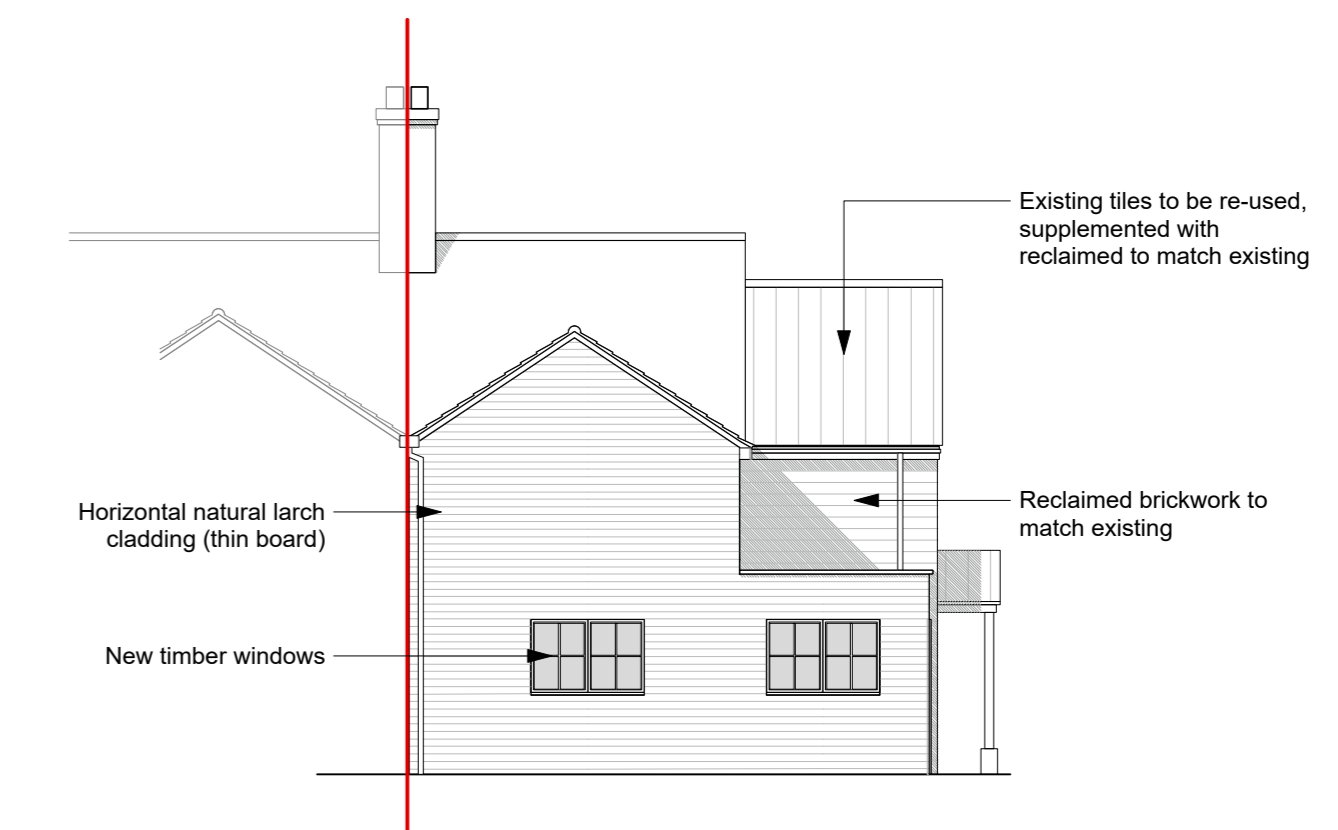 Existing tiles to be re-used,
supplemented with
reclaimed to match existing
Horizontal natural larch
cladding (thin board)
Reclaimed brickwork to
match existing
New timber windows